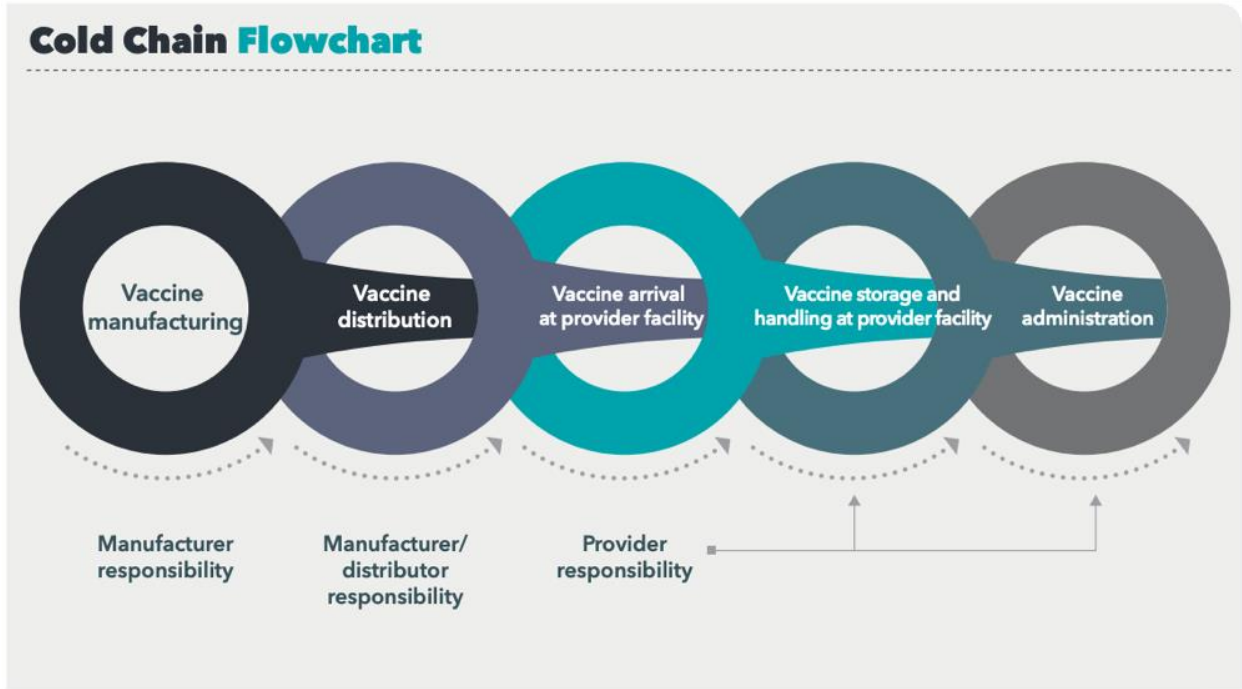 Cold Chain Flowchart
Vaccine
manufacturing
Vaccine
distribution
Vaccine arrival
at provider facility
Vaccine storage and
handling at provider facility
Vaccine
administration
Manufacturer
responsibility
Manufacturer/
distributor
responsibility
Provider
responsibility